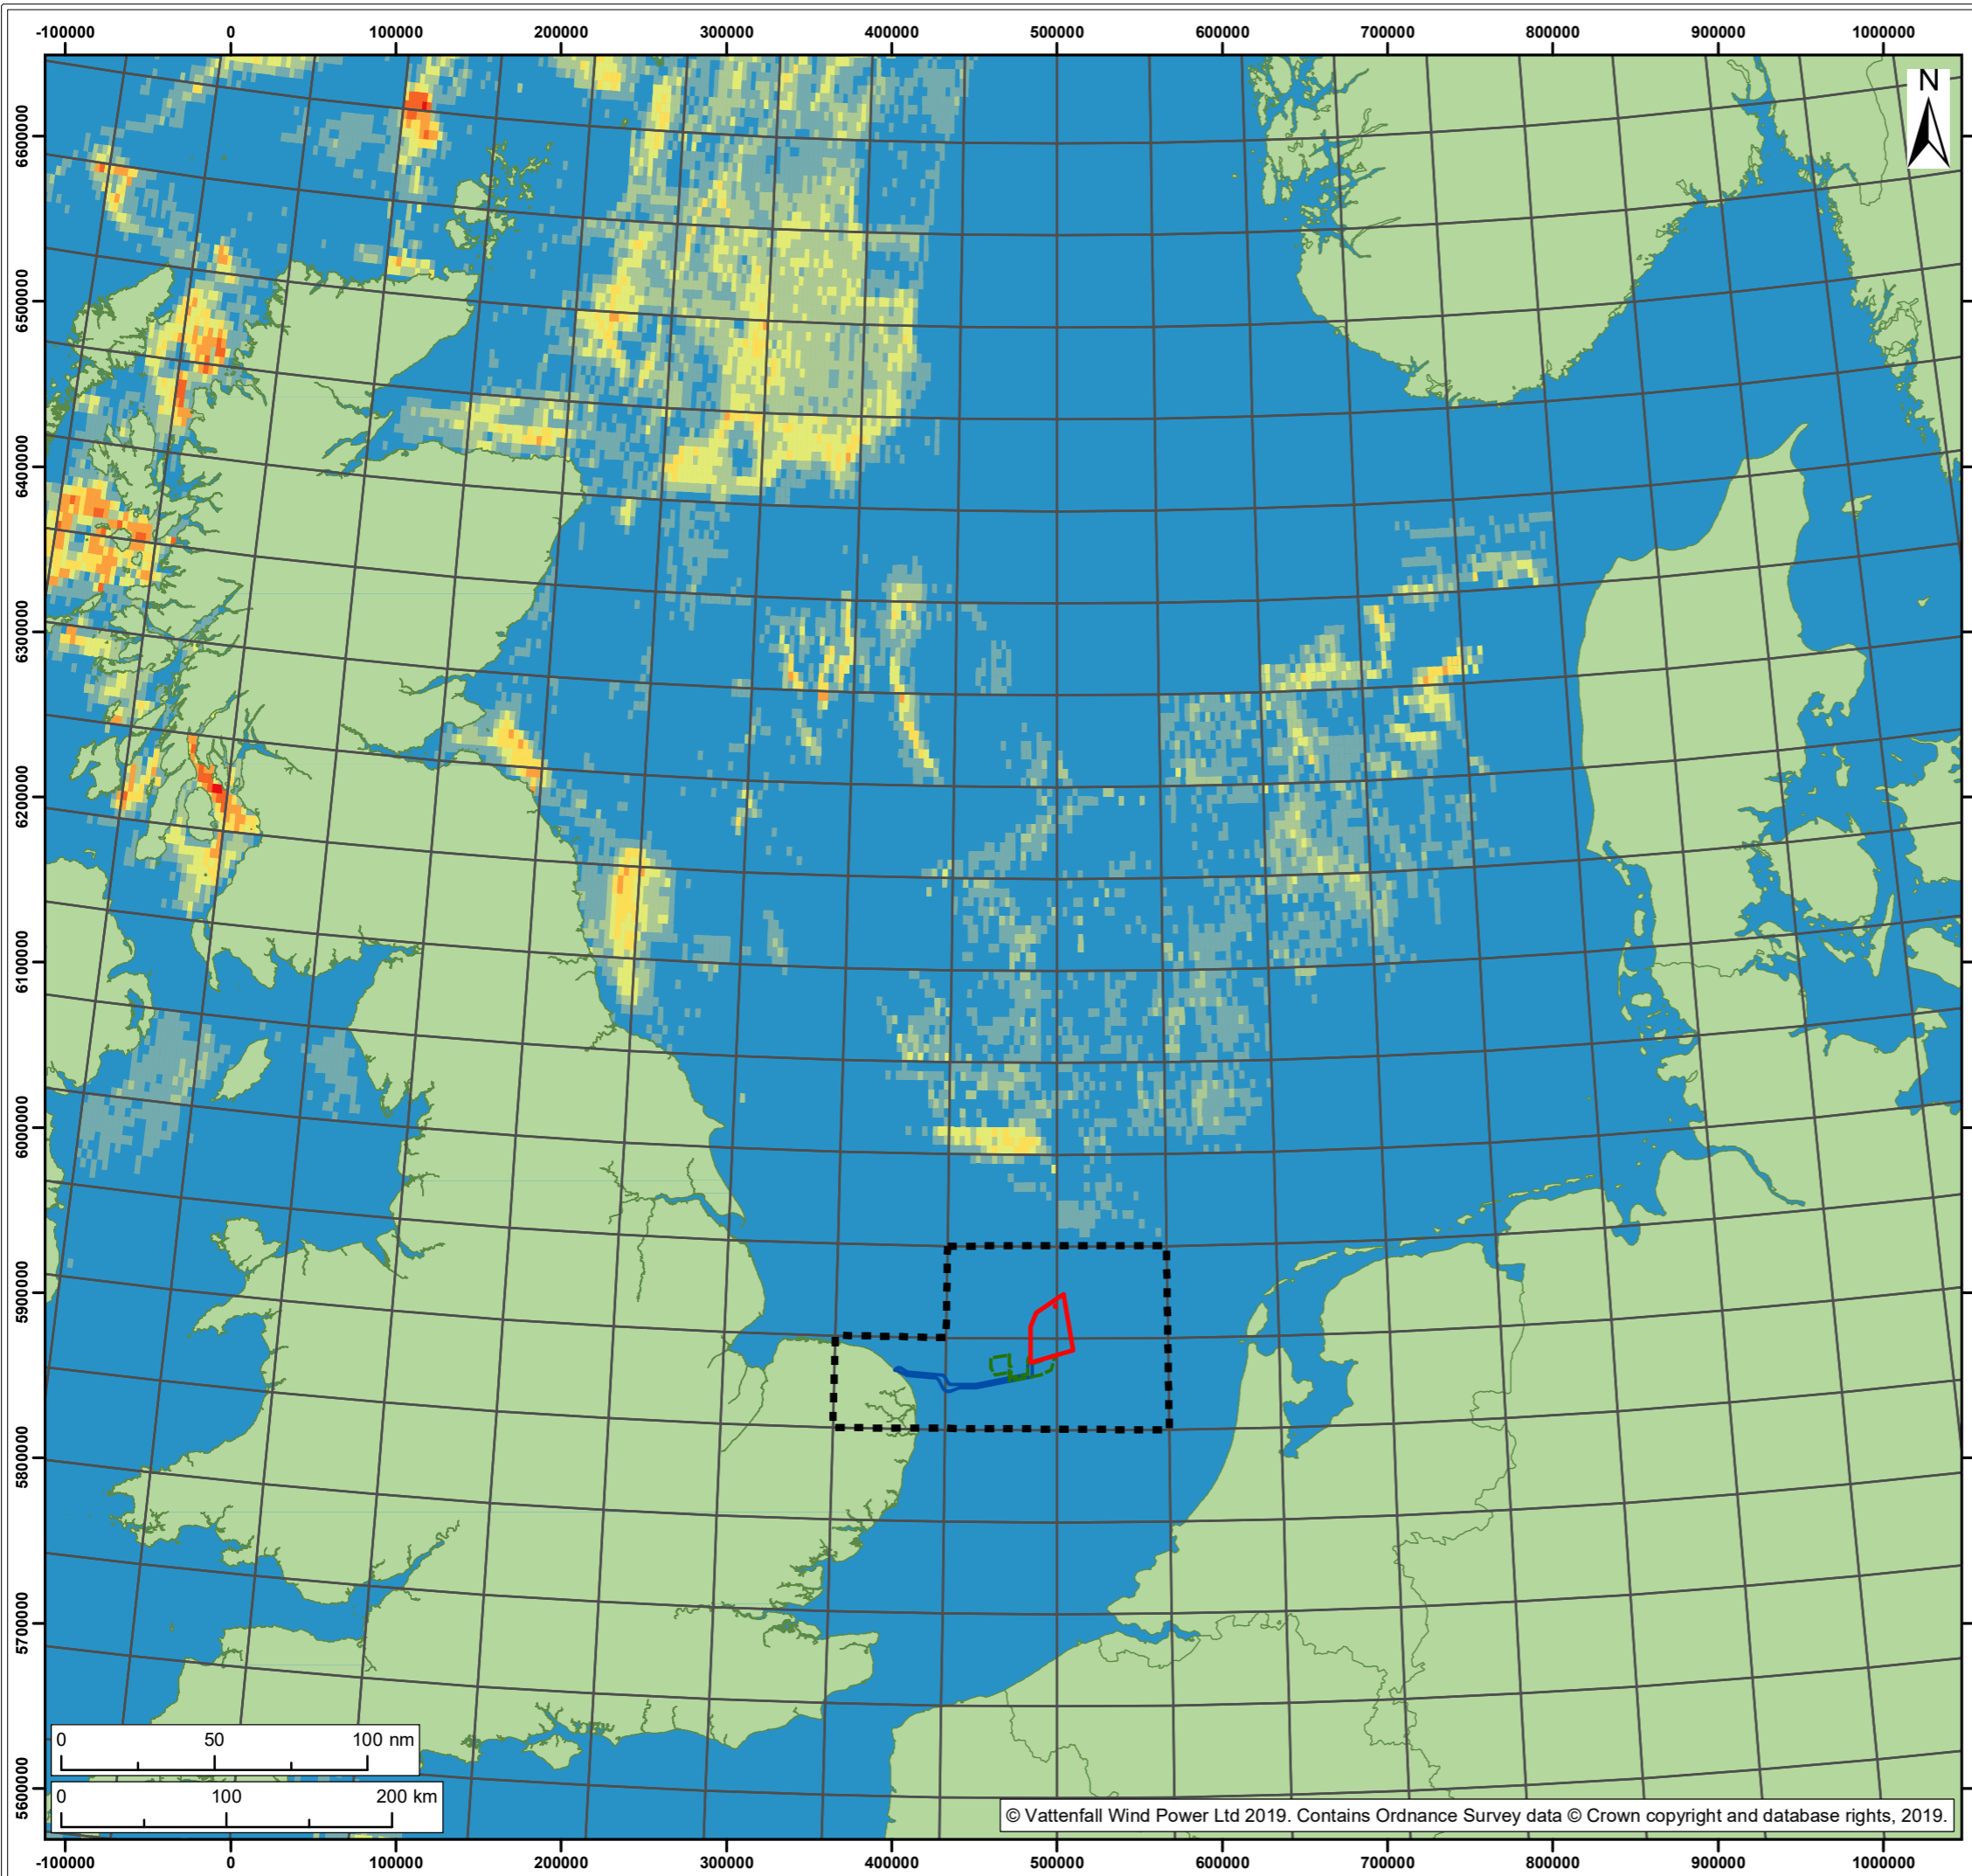 -100000 0 100000 200000 300000 400000 500000 600000 700000 800000 900000 1000000
N
6600000
6500000
6400000
6300000
6200000
6100000
6000000
5900000
5800000
5700000
5600000
0 50 100 nm
0 100 200 km
© Vattenfall Wind Power Ltd 2019. Contains Ordnance Survey data © Crown copyright and database rights, 2019.
-100000 0 100000 200000 300000 400000 500000 600000 700000 800000 900000 1000000